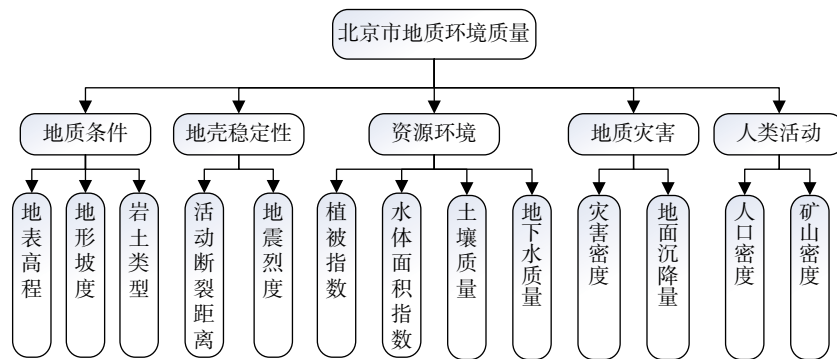 北京市地质环境质量
地质条件
地壳稳定性
资源环境
地质灾害
人类活动
地表高程
地形坡度
岩土类型
活动断裂距离
地震烈度
植被指数
水体面积指数
土壤质量
地下水质量
灾害密度
地面沉降量
人口密度
矿山密度